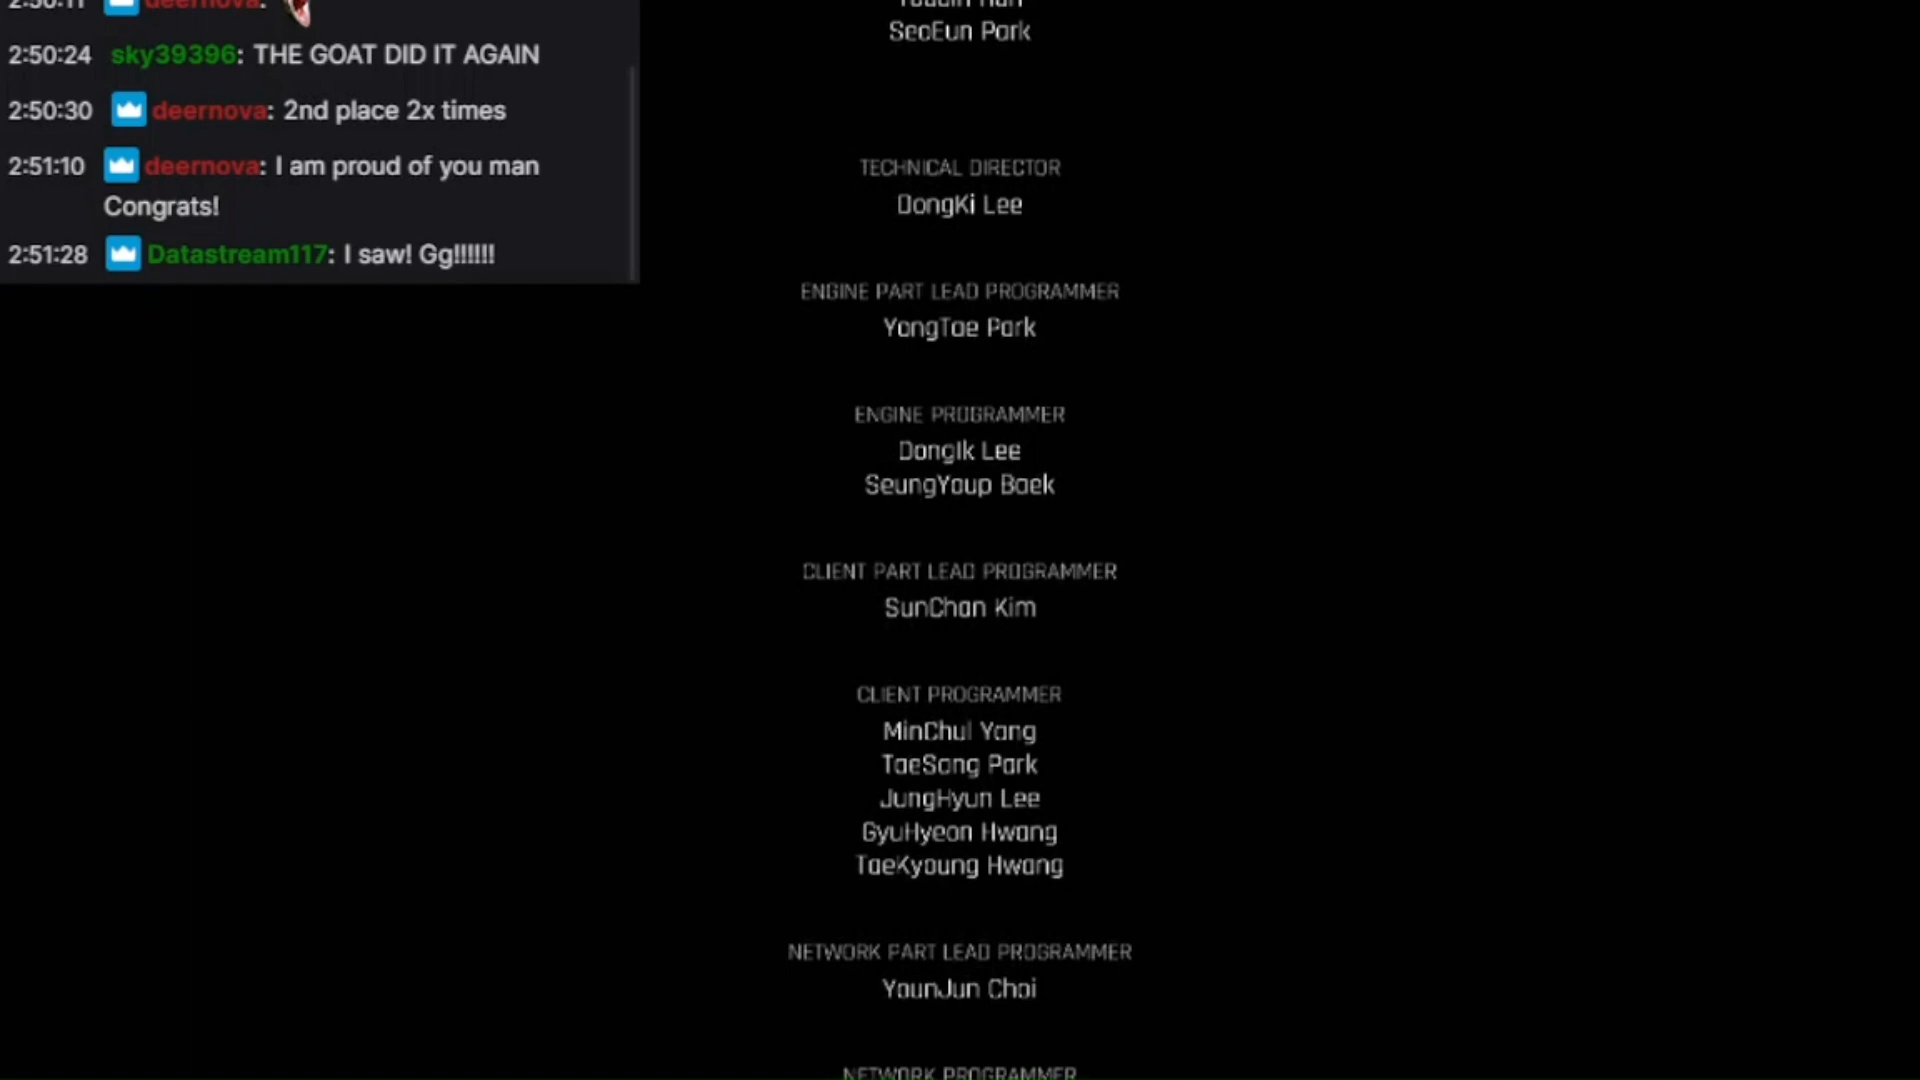 2:50:11 deernova:
2:50:24 sky39396: THE GOAT DID IT AGAIN
2:50:30 deernova: 2nd place 2x times
2:51:10 deernova: I am proud of you man
Congrats!
2:51:28 Datastream117: I saw! Gg!!!!!!
SeoEun Park
TECHNICAL DIRECTOR
DongKi Lee
ENGINE PART LEAD PROGRAMMER
YongTae Park
ENGINE PROGRAMMER
DongIk Lee
SeungYoup Baek
CLIENT PART LEAD PROGRAMMER
SunChan Kim
CLIENT PROGRAMMER
MinChul Yang
TaeSong Park
JungHyun Lee
GyuHyeon Hwang
TaeKyoung Hwang
NETWORK PART LEAD PROGRAMMER
YounJun Choi
NETWORK PROGRAMMER